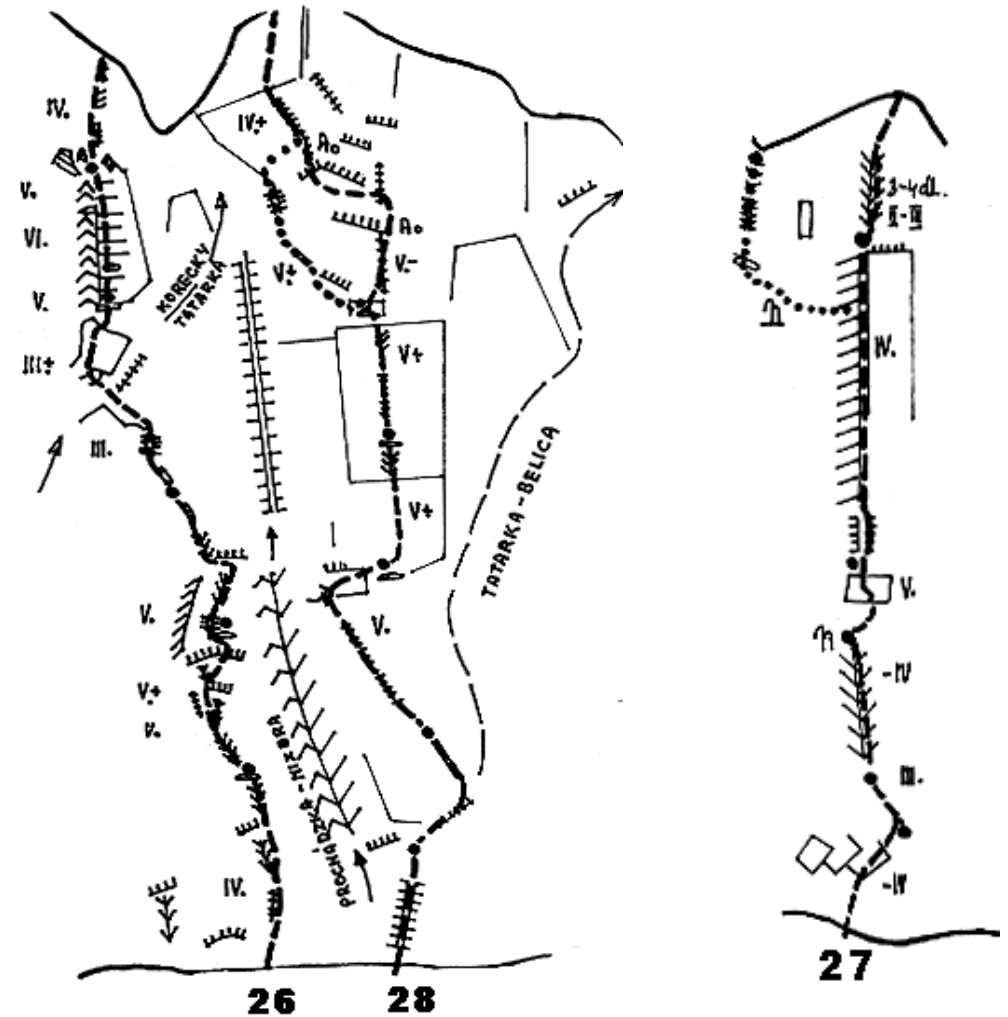 IV.
V.
VI.
V.
III+
III.
V.
V+
V.
IV.
KORECKY
TATARKA
IV+
A0
A0
V.-
V+
V+
V+
V.
PROCHÁDZKA - MIZERA
TATARKA - BELICA
26
28
3-4dl.
II-III
IV.
V.
-IV
III.
-IV
27